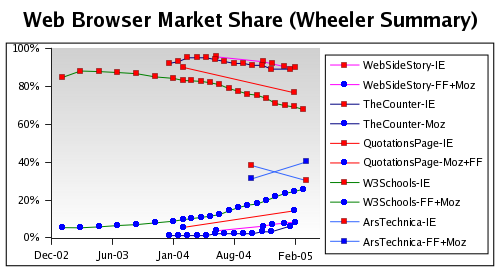 Web Browser Market Share (Wheeler Summary)
100%
80%
60%
40%
20%
0%
Dec-02
Jun-03
Jan-04
Aug-04
Feb-05
WebSideStory-IE
WebSideStory-FF+Moz
TheCounter-IE
TheCounter-Moz
QuotationsPage-IE
QuotationsPage-Moz+FF
W3Schools-IE
W3Schools-FF+Moz
ArsTechnica-IE
ArsTechnica-FF+Moz